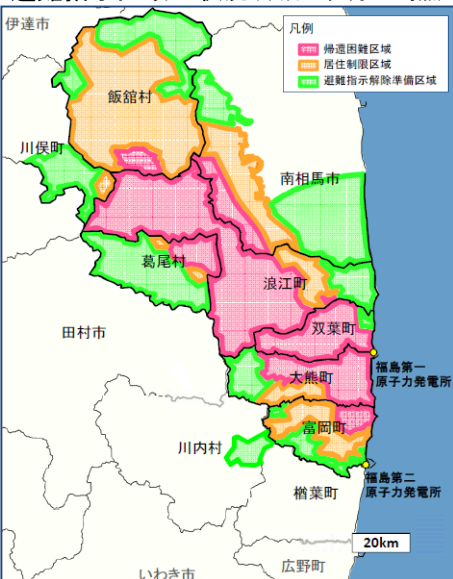 伊達市
凡例
帰還困難区域
居住制限区域
避難指示解除準備区域
飯舘村
川俣町
南相馬市
葛尾村
浪江町
田村市
双葉町
福島第一
原子力発電所
大熊町
富岡町
川内村
福島第二
原子力発電所
楢葉町
20km
いわき市
広野町